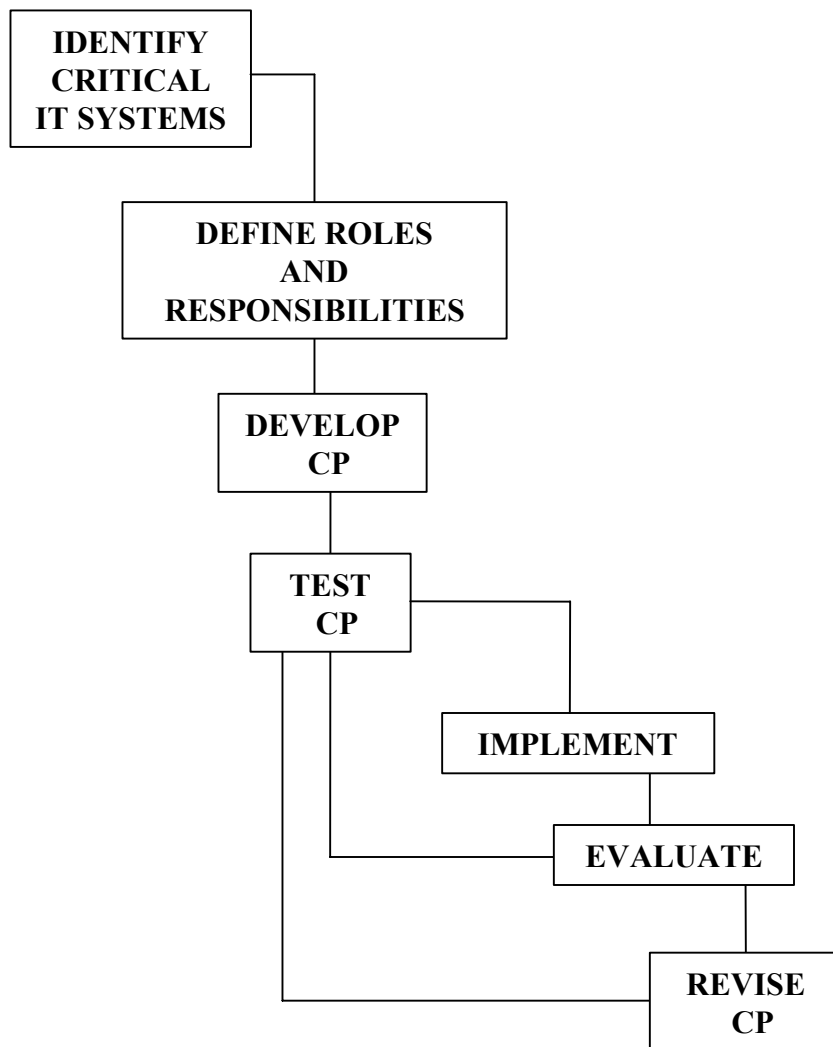 IDENTIFY
CRITICAL
IT SYSTEMS
DEFINE ROLES
AND
RESPONSIBILITIES
DEVELOP
CP
TEST
CP
IMPLEMENT
EVALUATE
REVISE
CP